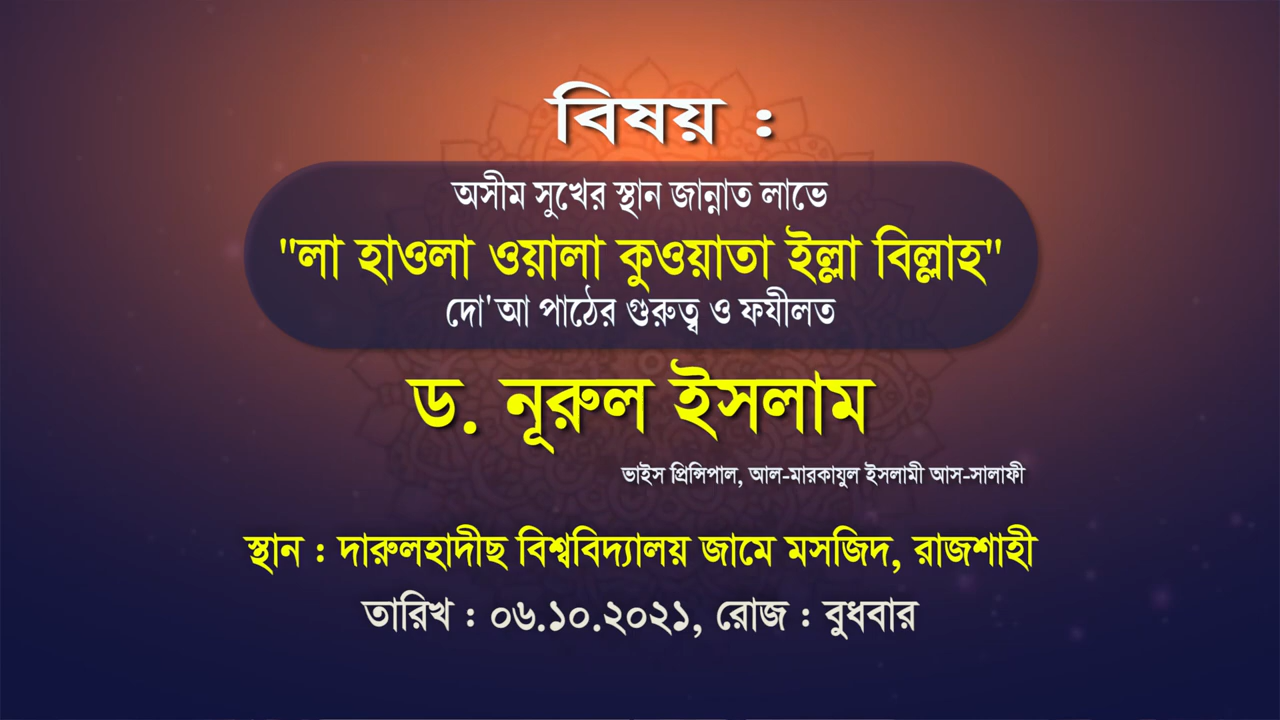 বিষয় :
অসীম সুখের স্থান জান্নাত লাভে
"লা হাওলা ওয়ালা কুওয়াতা ইল্লা বিল্লাহ"
দো'আ পাঠের গুরুত্ব ও ফযীলত
ড. নূরুল ইসলাম
ভাইস প্রিন্সিপাল, আল-মারকাযুল ইসলামী আস-সালাফী
স্থান : দারুলহাদীছ বিশ্ববিদ্যালয় জামে মসজিদ, রাজশাহী
তারিখ : ০৬.১০.২০২১, রোজ : বুধবার